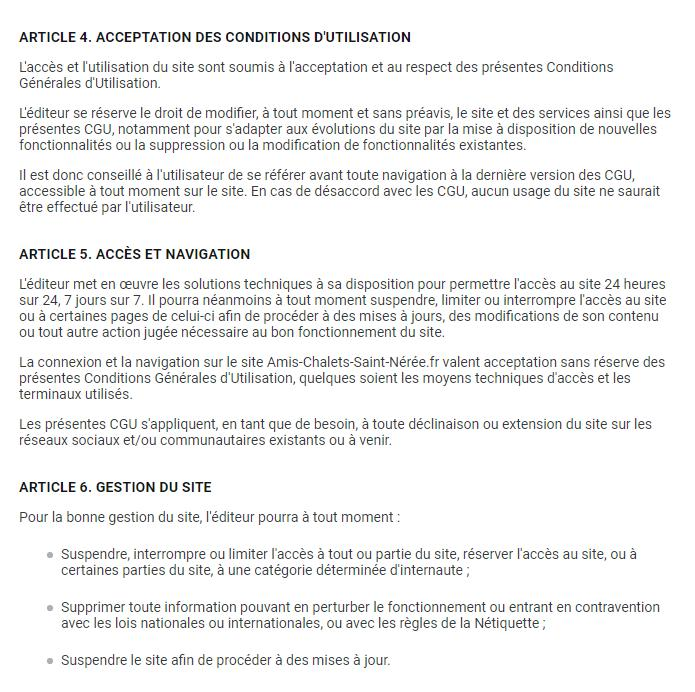 ARTICLE 4. ACCEPTATION DES CONDITIONS D'UTILISATION
L'accès et l'utilisation du site sont soumis à l'acceptation et au respect des présentes Conditions
Générales d'Utilisation.
L'éditeur se réserve le droit de modifier, à tout moment et sans préavis, le site et des services ainsi que les
présentes CGU, notamment pour s'adapter aux évolutions du site par la mise à disposition de nouvelles
fonctionnalités ou la suppression ou la modification de fonctionnalités existantes.
Il est donc conseillé à l'utilisateur de se référer avant toute navigation à la dernière version des CGU,
accessible à tout moment sur le site. En cas de désaccord avec les CGU, aucun usage du site ne saurait
être effectué par l'utilisateur.
ARTICLE 5. ACCÈS ET NAVIGATION
L'éditeur met en œuvre les solutions techniques à sa disposition pour permettre l'accès au site 24 heures
sur 24, 7 jours sur 7. Il pourra néanmoins à tout moment suspendre, limiter ou interrompre l'accès au site
ou à certaines pages de celui-ci afin de procéder à des mises à jours, des modifications de son contenu
ou tout autre action jugée nécessaire au bon fonctionnement du site.
La connexion et la navigation sur le site Amis-Chalets-Saint-Nérée.fr valent acceptation sans réserve des
présentes Conditions Générales d'Utilisation, quelques soient les moyens techniques d'accès et les
terminaux utilisés.
Les présentes CGU s'appliquent, en tant que de besoin, à toute déclinaison ou extension du site sur les
réseaux sociaux et/ou communautaires existants ou à venir.
ARTICLE 6. GESTION DU SITE
Pour la bonne gestion du site, l'éditeur pourra à tout moment :
Suspendre, interrompre ou limiter l'accès à tout ou partie du site, réserver l'accès au site, ou à
certaines parties du site, à une catégorie déterminée d'internaute ;
Supprimer toute information pouvant en perturber le fonctionnement ou entrant en contravention
avec les lois nationales ou internationales, ou avec les règles de la Nétiquette ;
Suspendre le site afin de procéder à des mises à jour.